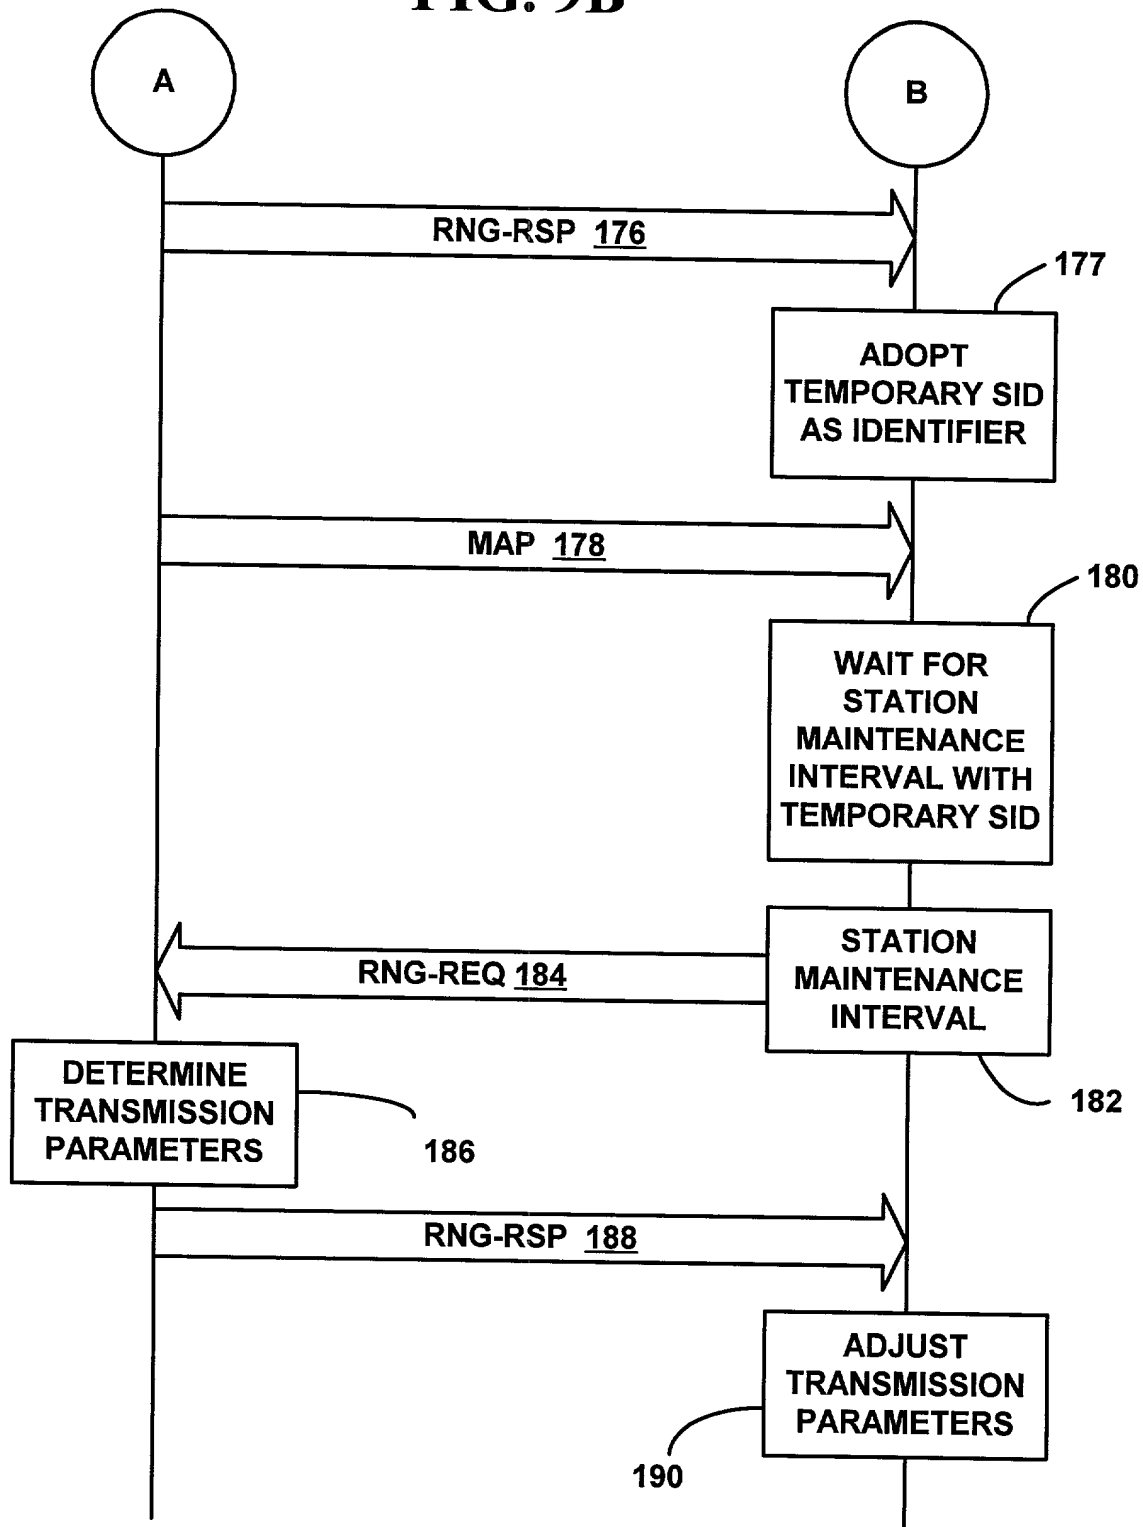 FIG. 9B
A
B
RNG-RSP 176
177
ADOPT
TEMPORARY SID
AS IDENTIFIER
MAP 178
180
WAIT FOR
STATION
MAINTENANCE
INTERVAL WITH
TEMPORARY SID
RNG-REQ 184
STATION
MAINTENANCE
INTERVAL
182
DETERMINE
TRANSMISSION
PARAMETERS
186
RNG-RSP 188
ADJUST
TRANSMISSION
PARAMETERS
190